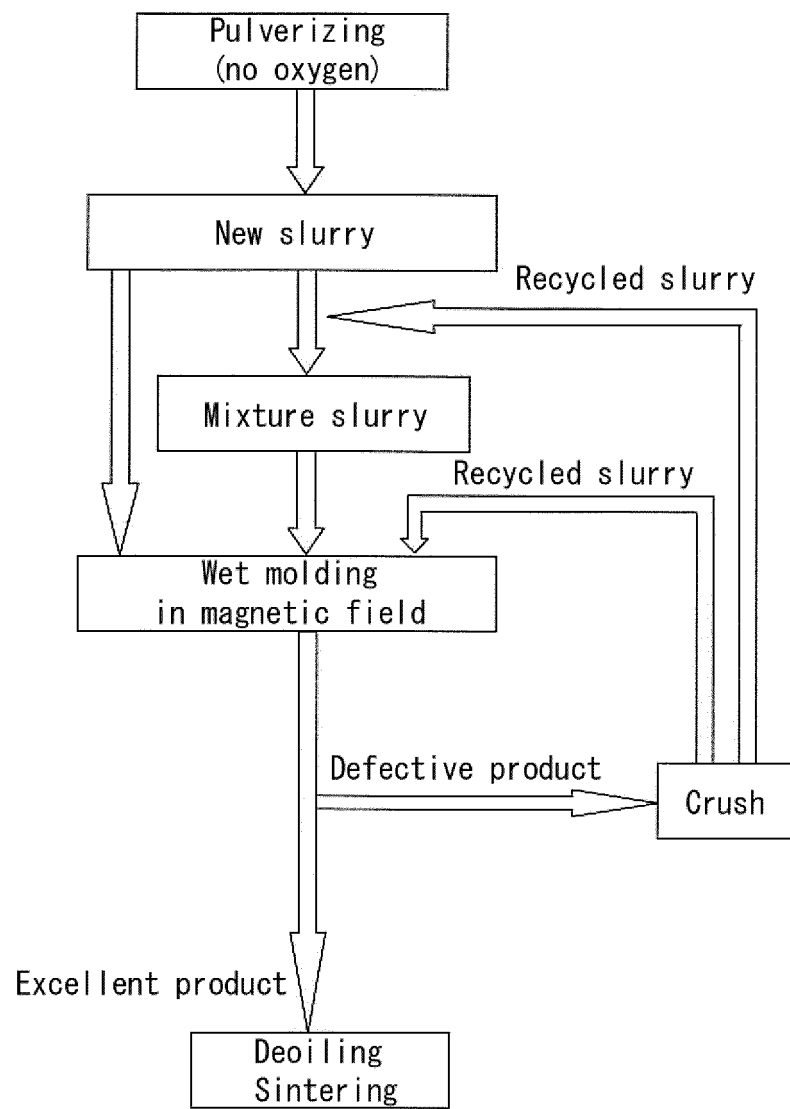 Pulverizing
(no oxygen)
New slurry
Recycled slurry
Mixture slurry
Recycled slurry
Wet molding
in magnetic field
Defective product
Crush
Excellent product
Deoiling
Sintering